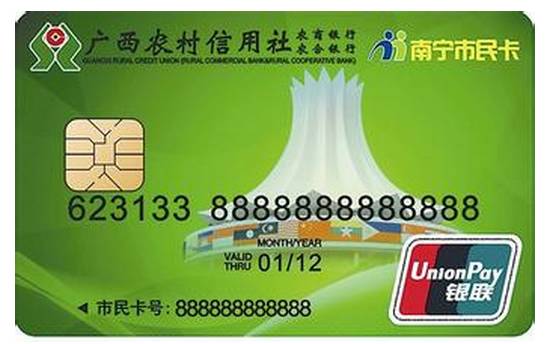 广西农村信用社 农商银行 农合银行
GUANGXI RURAL CREDIT UNION (RURAL COMMERCIAL BANK&RURAL COOPERATIVE BANK)
南宁市民卡
623133 8888888888888
MONTH/YEAR
VALID THRU 01/12
UnionPay
银联
市民卡号: 888888888888